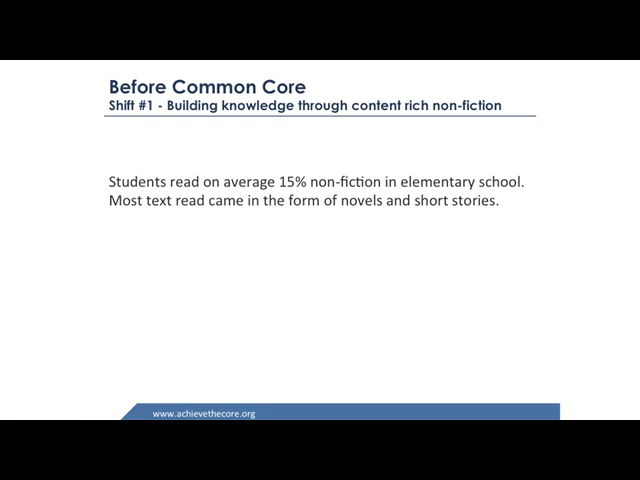 Before Common Core
Shift #1 - Building knowledge through content rich non-fiction
Students read on average 15% non-fiction in elementary school.
Most text read came in the form of novels and short stories.
www.achievethecore.org